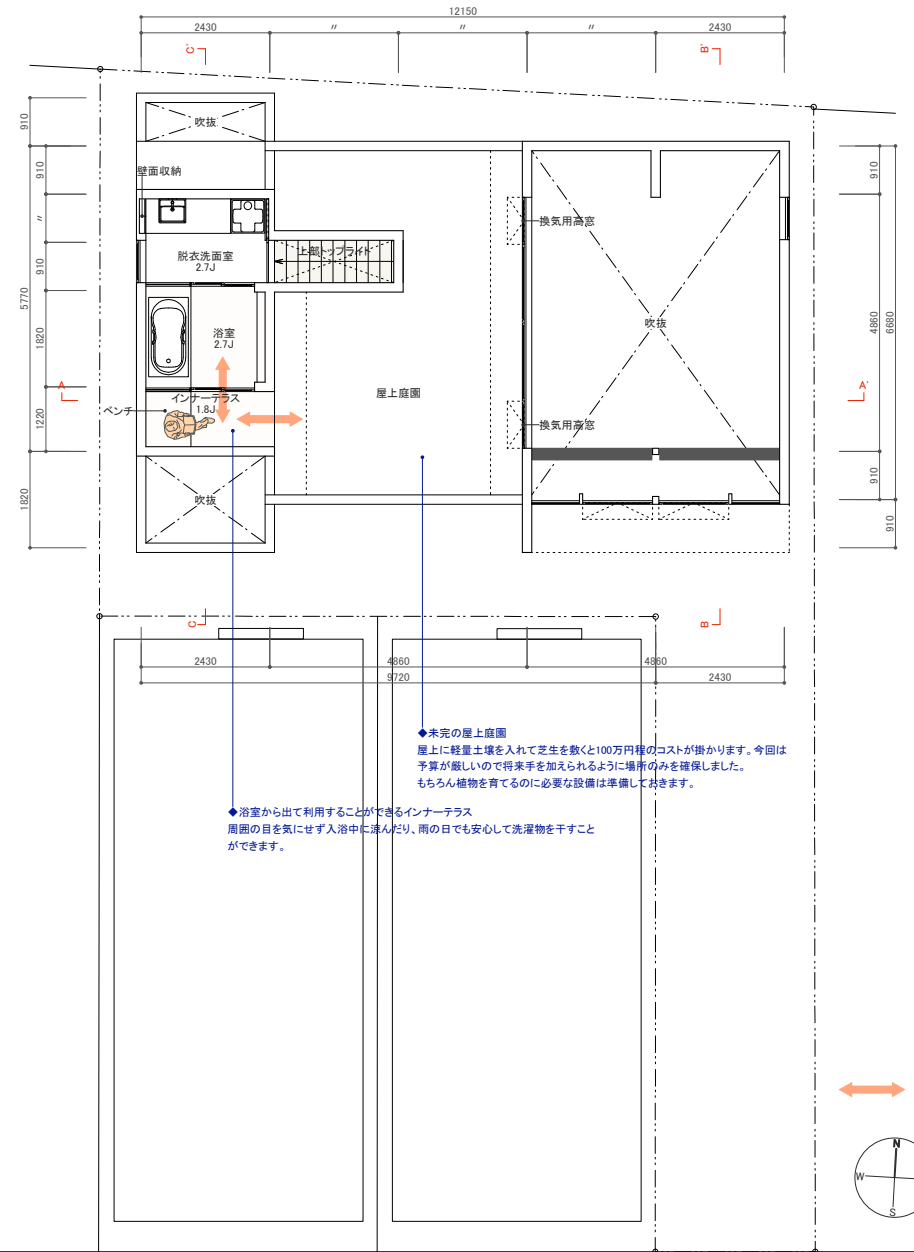 12150
2430
〃
〃
〃
2430
C'
B'
910
910
〃
910
5770
1820
1220
1820
910
4860
6680
910
910
吹抜
壁面収納
脱衣洗面室
2.7J
上部トップライト
換気用高窓
浴室
2.7J
吹抜
屋上庭園
A
A'
インナーテラス
1.8J
ベンチ
換気用高窓
吹抜
C
B
2430
4860
4860
9720
2430
◆未完の屋上庭園
屋上に軽量土壌を入れて芝生を敷くと100万円程のコストが掛かります。今回は
予算が厳しいので将来手を加えられるように場所のみを確保しました。
もちろん植物を育てるのに必要な設備は準備しておきます。
◆浴室から出て利用することができるインナーテラス
周囲の目を気にせず入浴中に涼んだり、雨の日でも安心して洗濯物を干すこと
ができます。
N
W
S